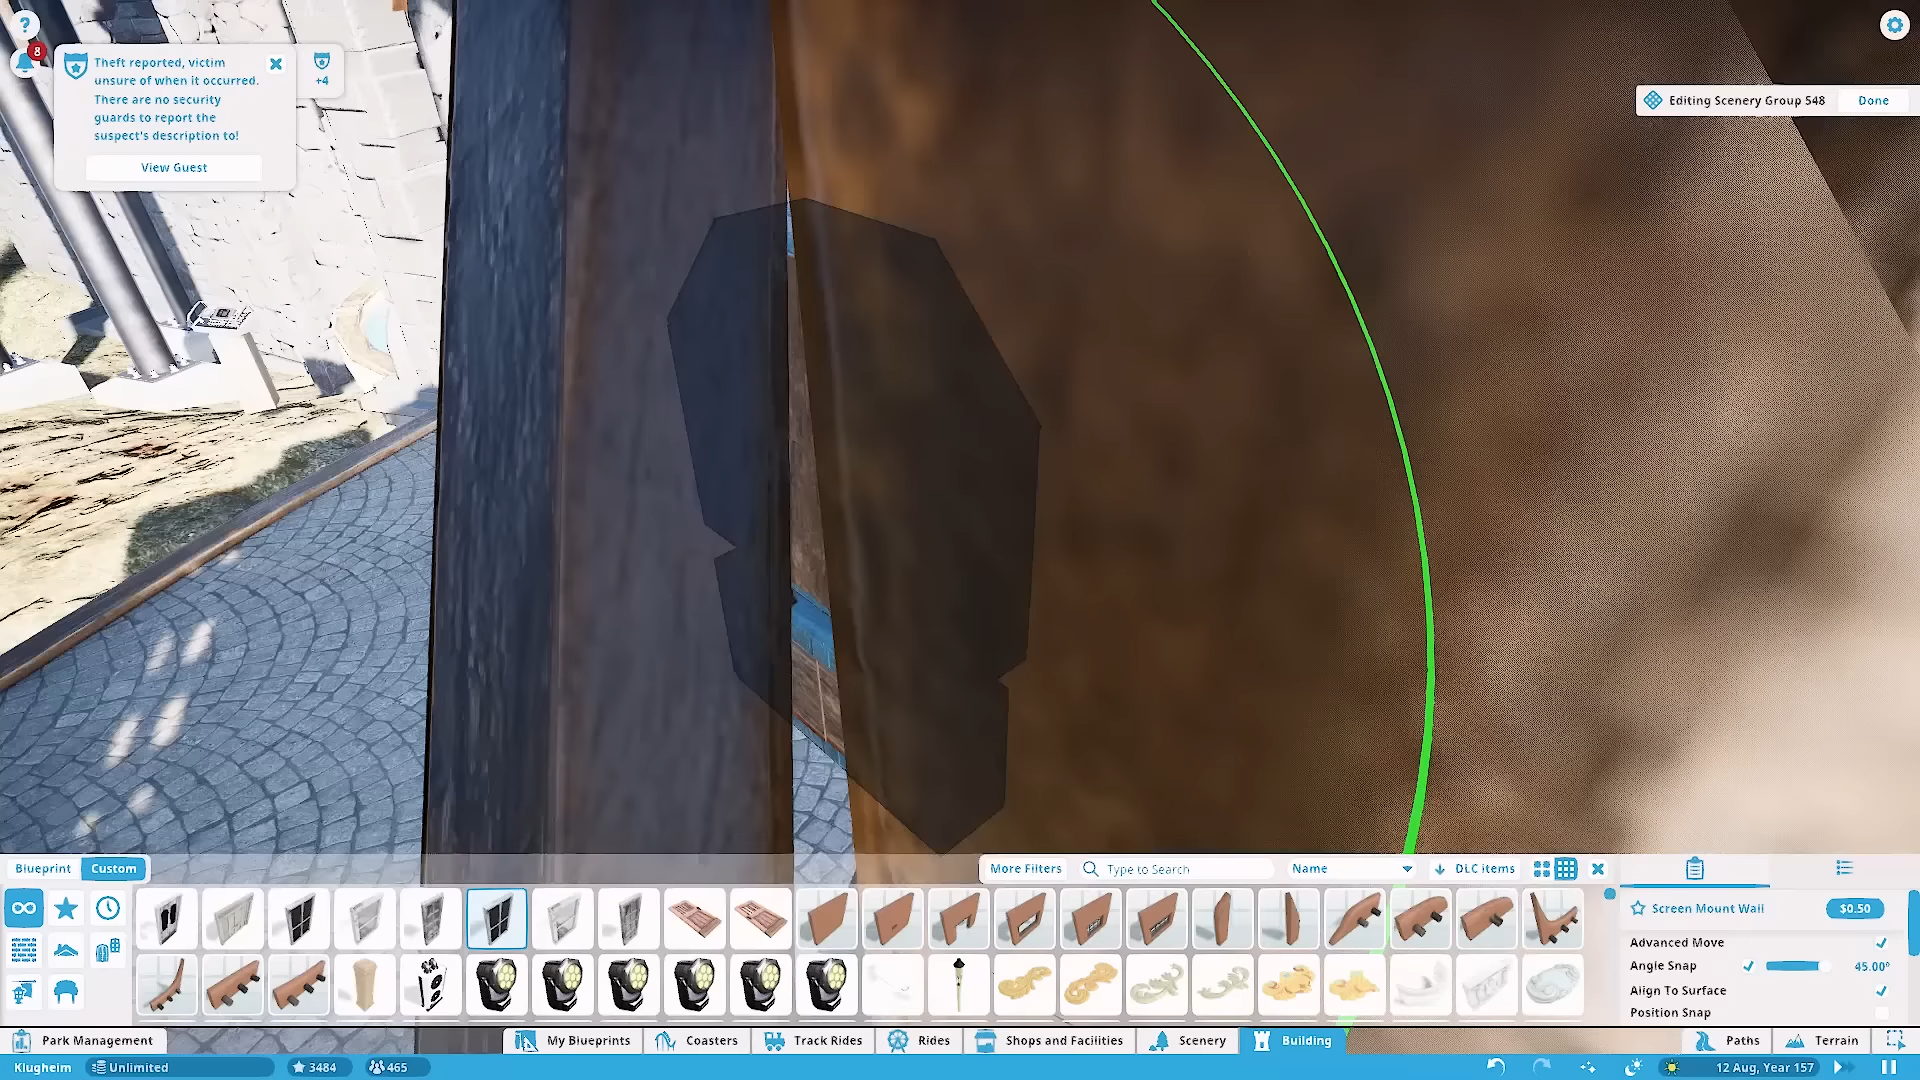 ?
8
Theft reported, victim
unsure of when it occurred.
There are no security
guards to report the
suspect's description to!
View Guest
+4
Editing Scenery Group 548
Done
Blueprint
Custom
More Filters
Type to Search
Name
DLC items
Screen Mount Wall
$0.50
Advanced Move
Angle Snap
45.00°
Align To Surface
Position Snap
Park Management
My Blueprints
Coasters
Track Rides
Rides
Shops and Facilities
Scenery
Building
Paths
Terrain
Klugheim
Unlimited
3484
465
12 Aug, Year 157